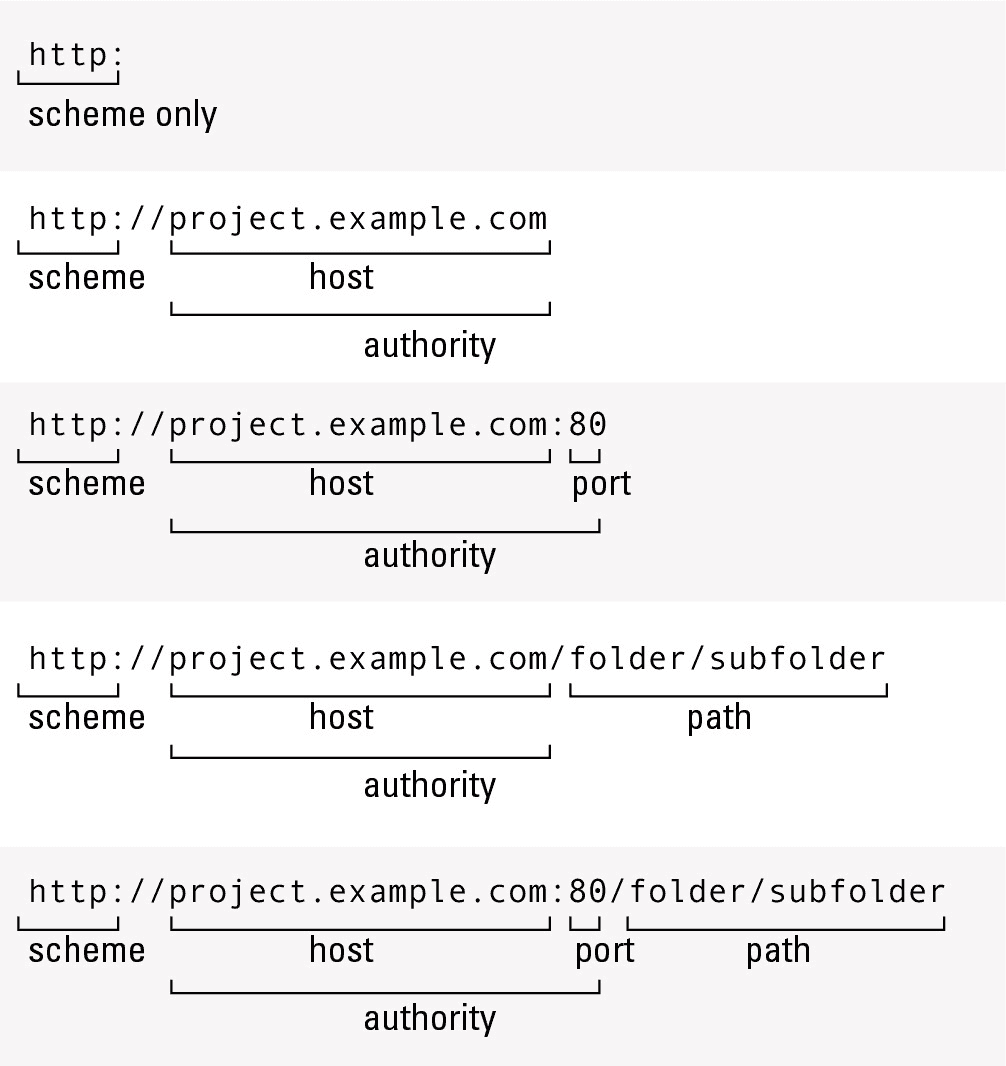 http:
scheme only
http://project.example.com
scheme host
authority
http://project.example.com:80
scheme host port
authority
http://project.example.com/folder/subfolder
scheme host path
authority
http://project.example.com:80/folder/subfolder
scheme host port path
authority